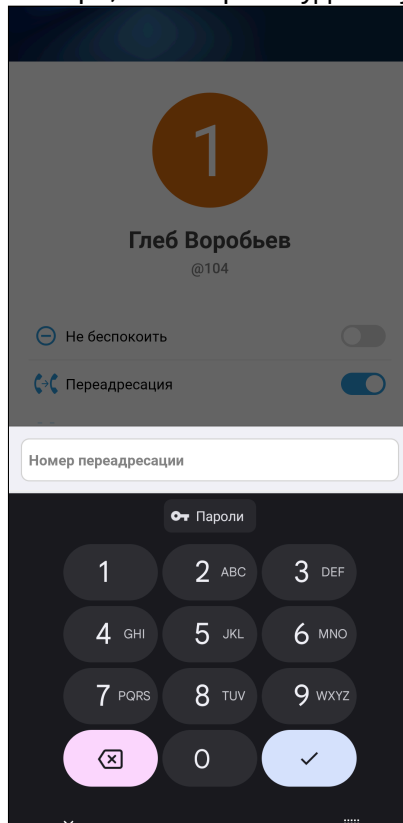 1
Глеб Воробьев
@104
Не беспокоить
Переадресация
Номер переадресации
Пароли
1
2 ABC
3 DEF
4 GHI
5 JKL
6 MNO
7 PQRS
8 TUV
9 WXYZ
0